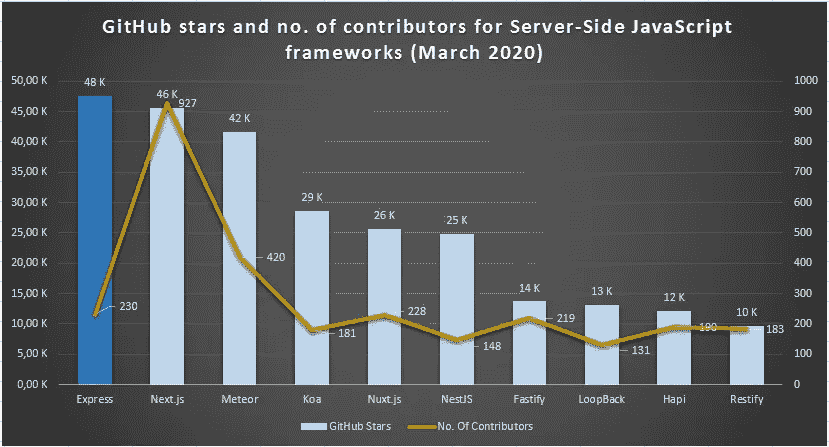 GitHub stars and no. of contributors for Server-Side JavaScript
frameworks (March 2020)
50,00 K 48 K 46 K 1000
45,00 K 927 900
40,00 K 42 K 800
35,00 K 700
30,00 K 29 K 600
25,00 K 26 K 25 K 500
20,00 K 420 400
15,00 K 14 K 13 K 12 K 300
10,00 K 230 181 228 148 219 131 10 K 183 200
5,00 K 100
0,00 K 0
Express Next.js Meteor Koa Nuxt.js NestJS Fastify LoopBack Hapi Restify
GitHub Stars No. Of Contributors